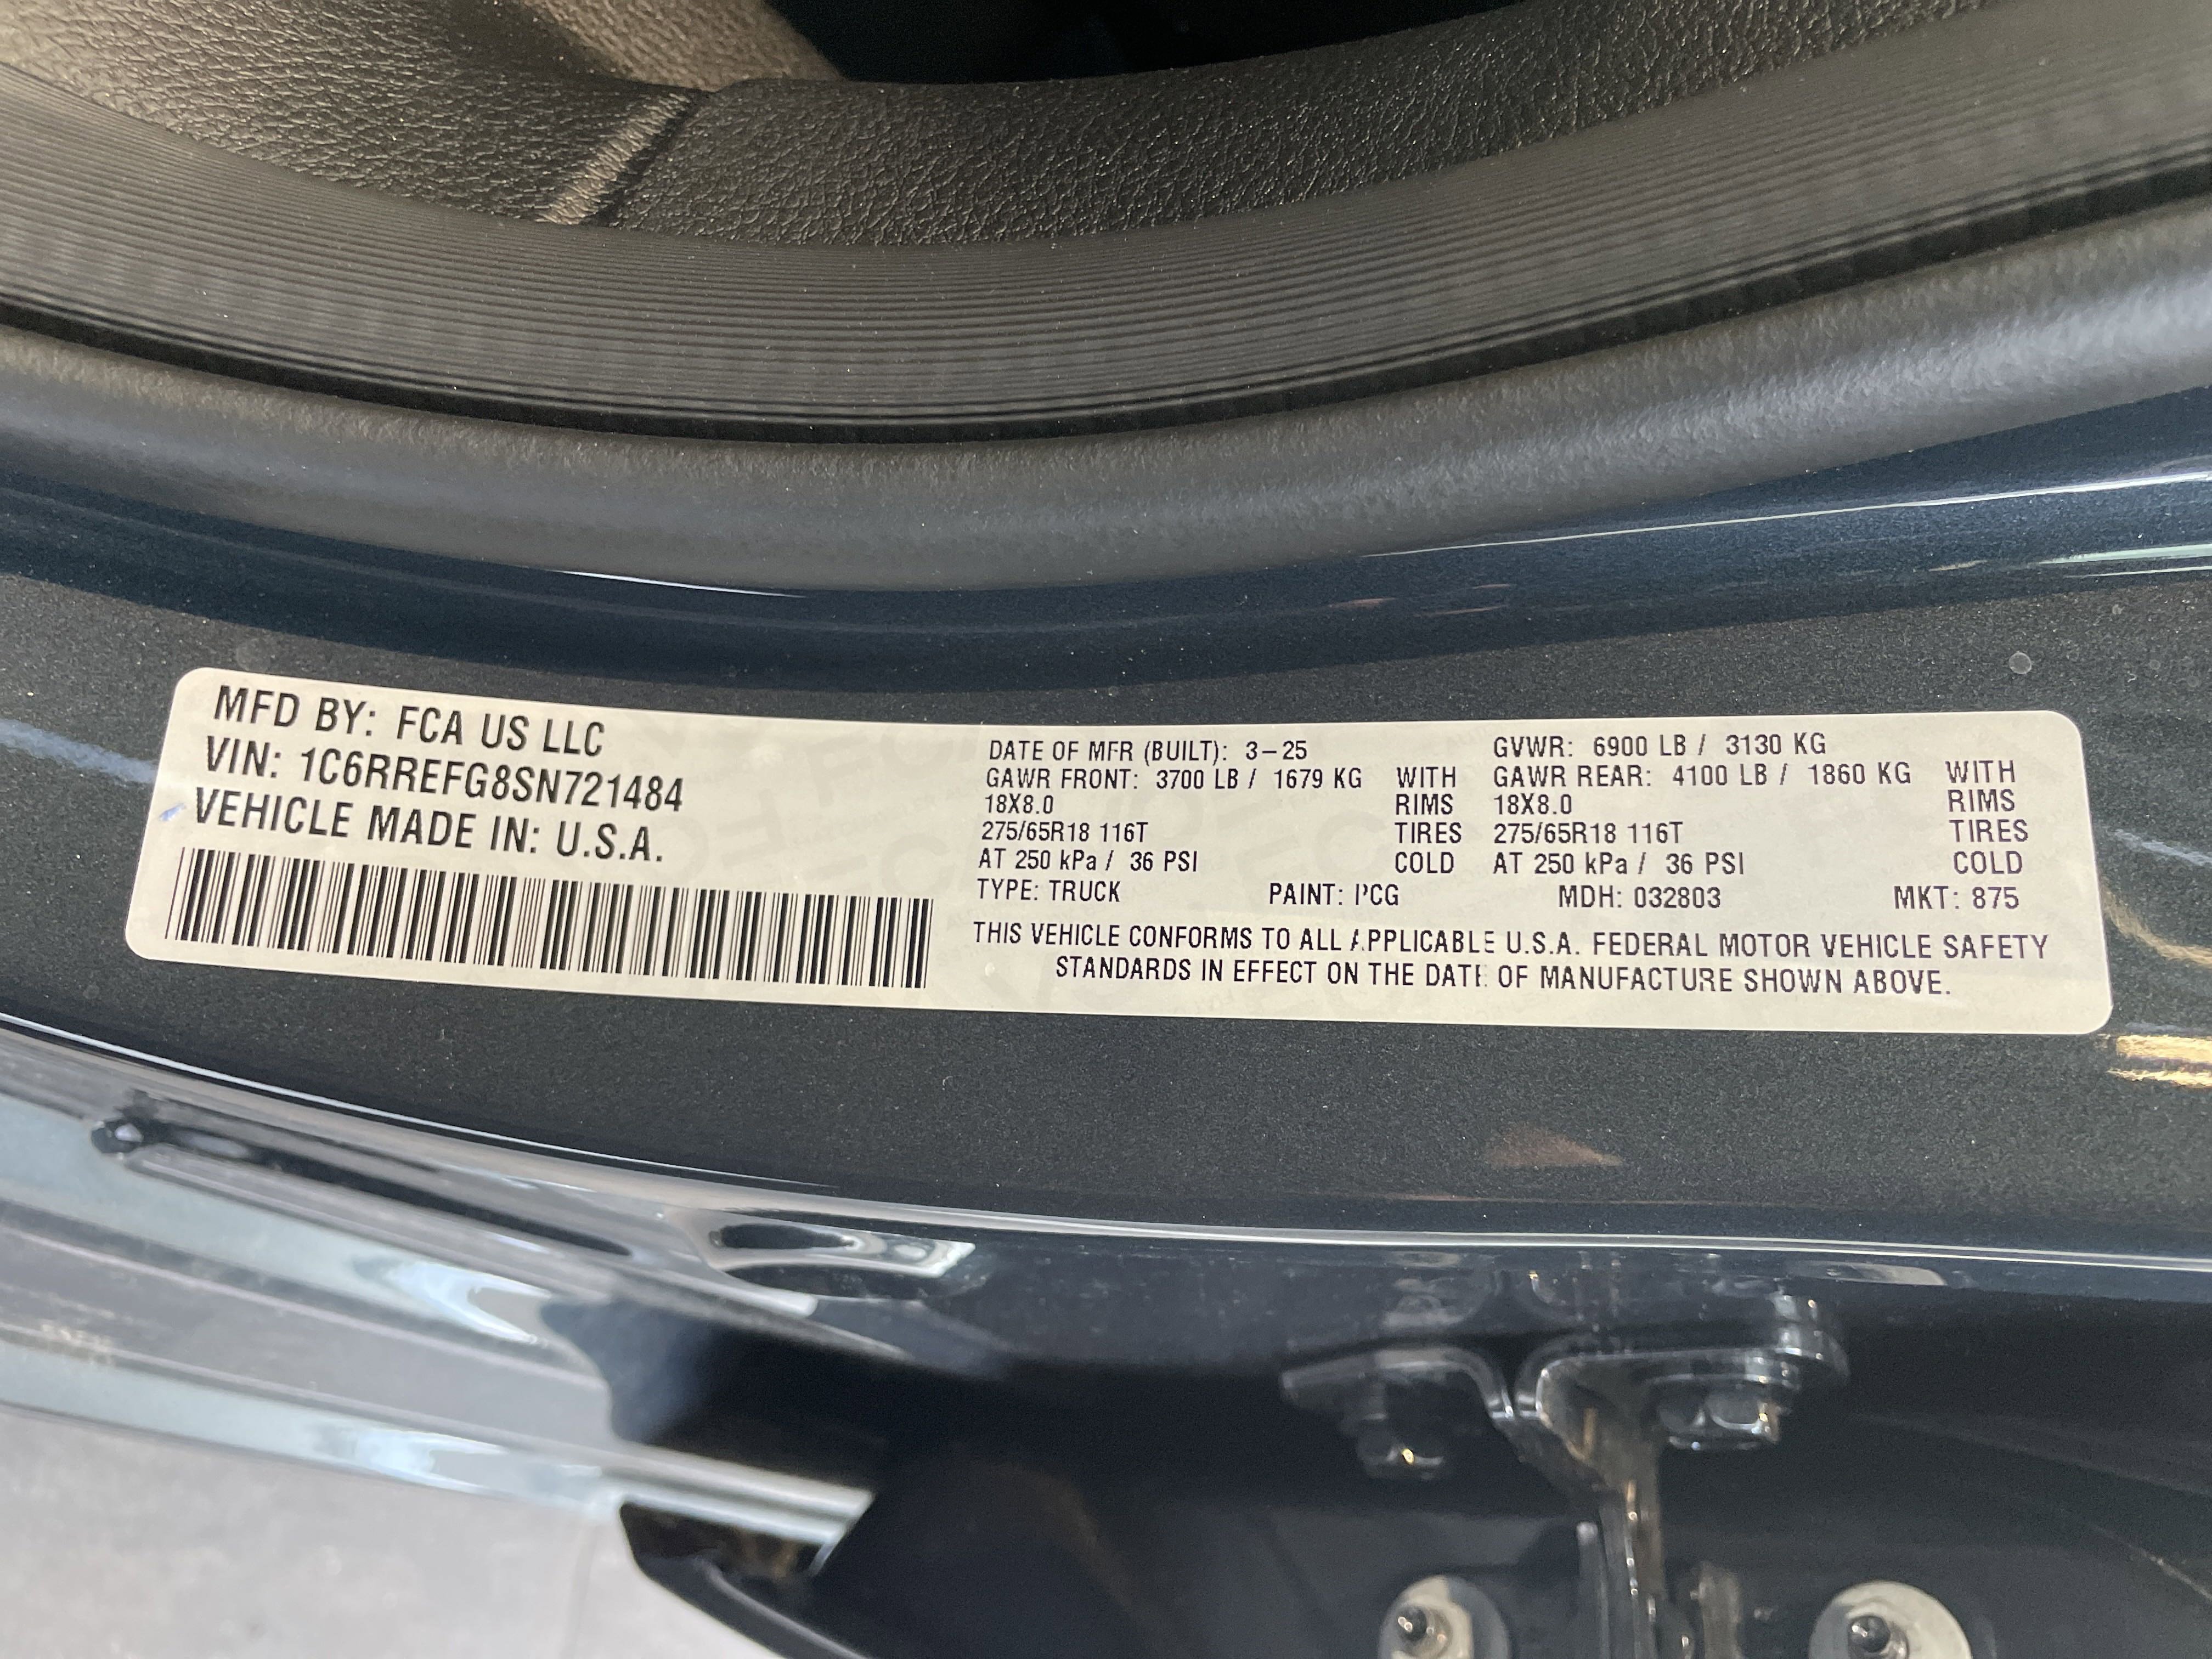 MFD BY: FCA US LLC
VIN: 1C6RREFG8SN721484
VEHICLE MADE IN: U.S.A.
DATE OF MFR (BUILT): 3-25 GVWR: 6900 LB / 3130 KG
GAWR FRONT: 3700 LB / 1679 KG WITH GAWR REAR: 4100 LB / 1860 KG WITH
18X8.0 RIMS 18X8.0 RIMS
275/65R18 116T TIRES 275/65R18 116T TIRES
AT 250 kPa / 36 PSI COLD AT 250 kPa / 36 PSI COLD
TYPE: TRUCK PAINT: PCG MDH: 032803 MKT: 875
THIS VEHICLE CONFORMS TO ALL APPLICABLE U.S.A. FEDERAL MOTOR VEHICLE SAFETY
STANDARDS IN EFFECT ON THE DATE OF MANUFACTURE SHOWN ABOVE.